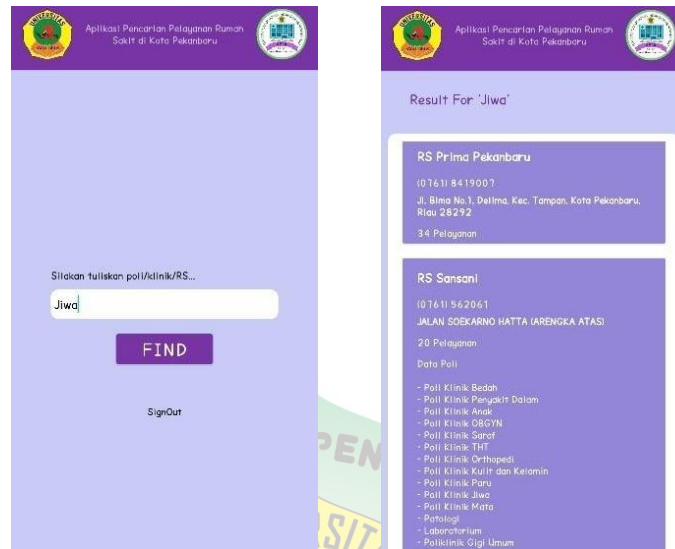 Aplikasi Pencarian Pelayanan Rumah
Sakit di Kota Pekanbaru
Silakan tuliskan poli/klinik/RS...
Jiwa
FIND
SignOut
Aplikasi Pencarian Pelayanan Rumah
Sakit di Kota Pekanbaru
Result For 'Jiwa'
RS Prima Pekanbaru
(0761) 8419007
Jl. Bima No.1, Delima, Kec. Tampan, Kota Pekanbaru,
Riau 28292
34 Pelayanan
RS Sansani
(0761) 562061
JALAN SOEKARNO HATTA (ARENGKA ATAS)
20 Pelayanan
Data Poli
- Poli Klinik Bedah
- Poli Klinik Penyakit Dalam
- Poli Klinik Anak
- Poli Klinik OBGYN
- Poli Klinik Saraf
- Poli Klinik THT
- Poli Klinik Orthopedi
- Poli Klinik Kulit dan Kelamin
- Poli Klinik Paru
- Poli Klinik Jiwa
- Poli Klinik Mata
- Patologi
- Laboratorium
- Poliklinik Gigi Umum
PEN
SIT